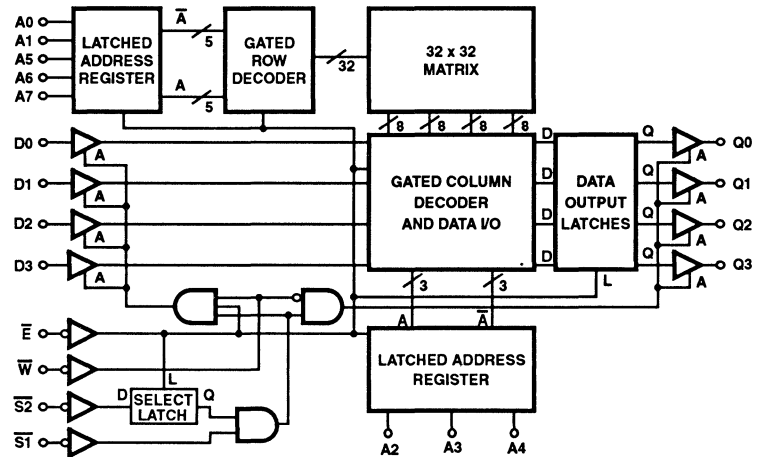 A0
A1
A5
A6
A7
LATCHED
ADDRESS
REGISTER
A̅
5
A
5
GATED
ROW
DECODER
32
32 x 32
MATRIX
8 8 8 8
D0
D1
D2
D3
A
A
A
A
GATED COLUMN
DECODER
AND DATA I/O
D
D
D
D
DATA
OUTPUT
LATCHES
L
Q
Q
Q
Q
A
A
A
A
Q0
Q1
Q2
Q3
3
3
A
A̅
LATCHED ADDRESS
REGISTER
A2
A3
A4
E̅
W̅
S̅2̅
S̅1̅
L
D
SELECT
LATCH
Q